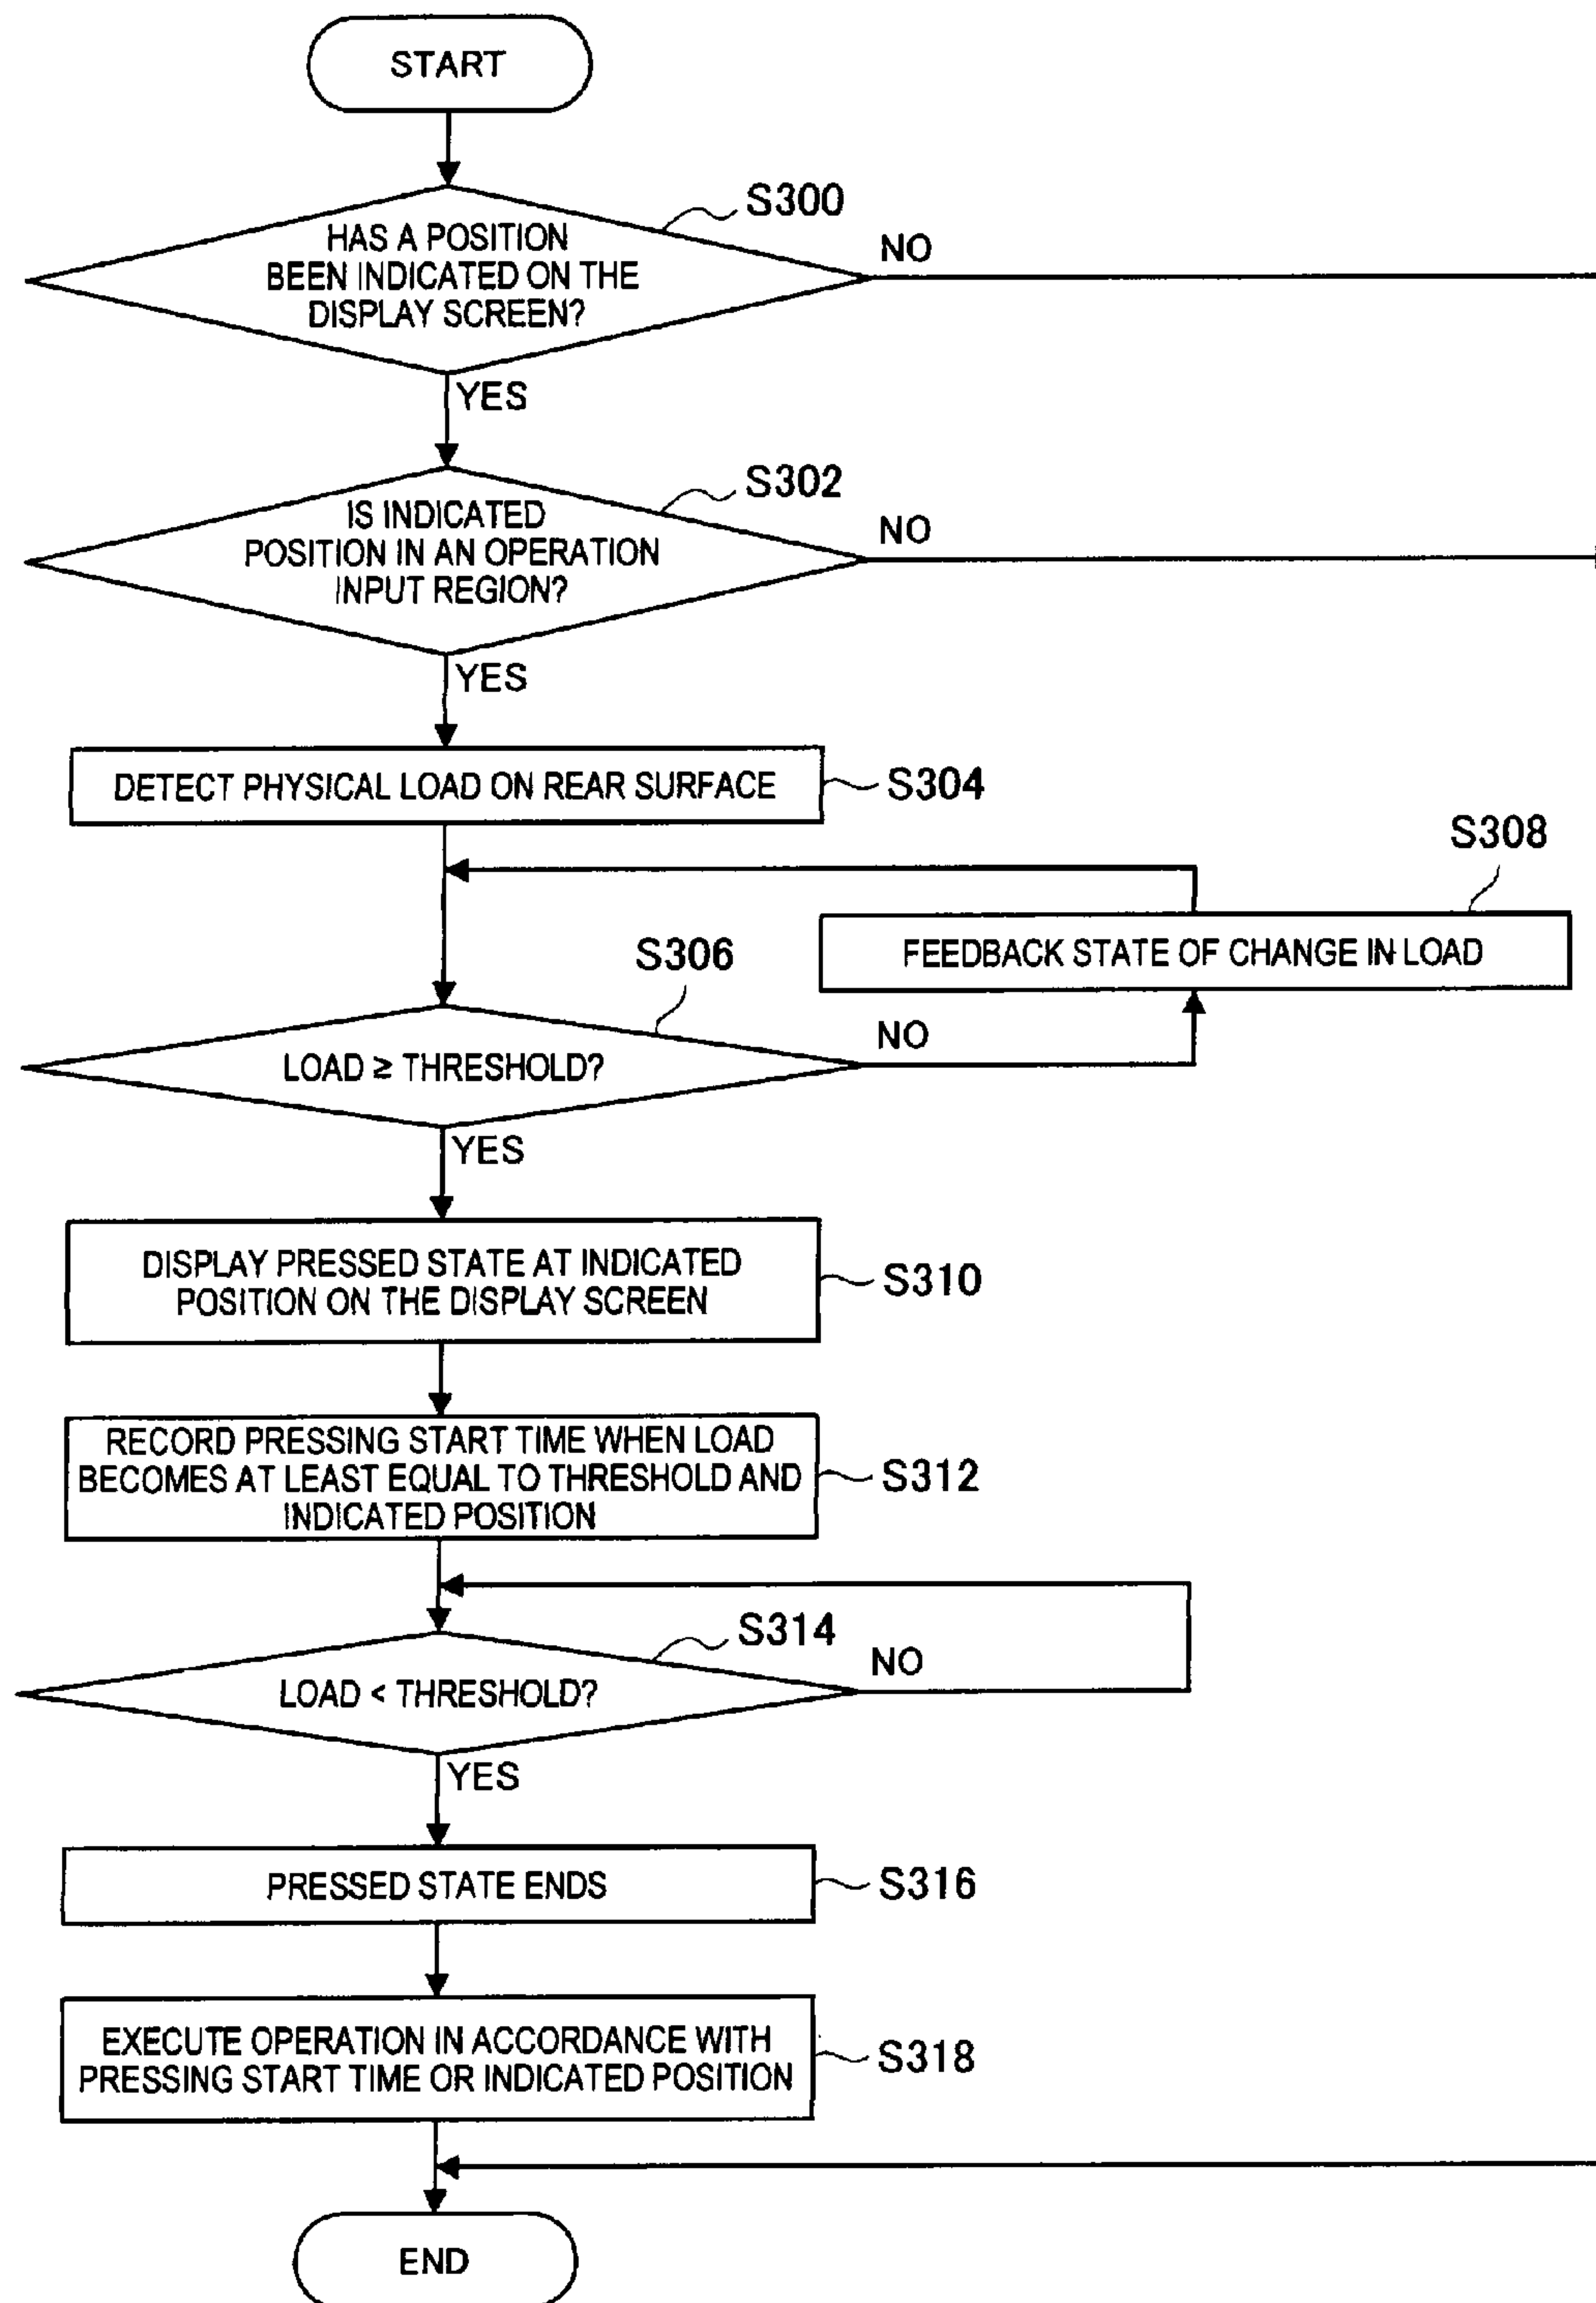 START
S300
HAS A POSITION
BEEN INDICATED ON THE
DISPLAY SCREEN?
NO
YES
S302
IS INDICATED
POSITION IN AN OPERATION
INPUT REGION?
NO
YES
DETECT PHYSICAL LOAD ON REAR SURFACE
S304
S308
FEEDBACK STATE OF CHANGE IN LOAD
S306
LOAD ≥ THRESHOLD?
NO
YES
DISPLAY PRESSED STATE AT INDICATED
POSITION ON THE DISPLAY SCREEN
S310
RECORD PRESSING START TIME WHEN LOAD
BECOMES AT LEAST EQUAL TO THRESHOLD AND
INDICATED POSITION
S312
S314
LOAD < THRESHOLD?
NO
YES
PRESSED STATE ENDS
S316
EXECUTE OPERATION IN ACCORDANCE WITH
PRESSING START TIME OR INDICATED POSITION
S318
END